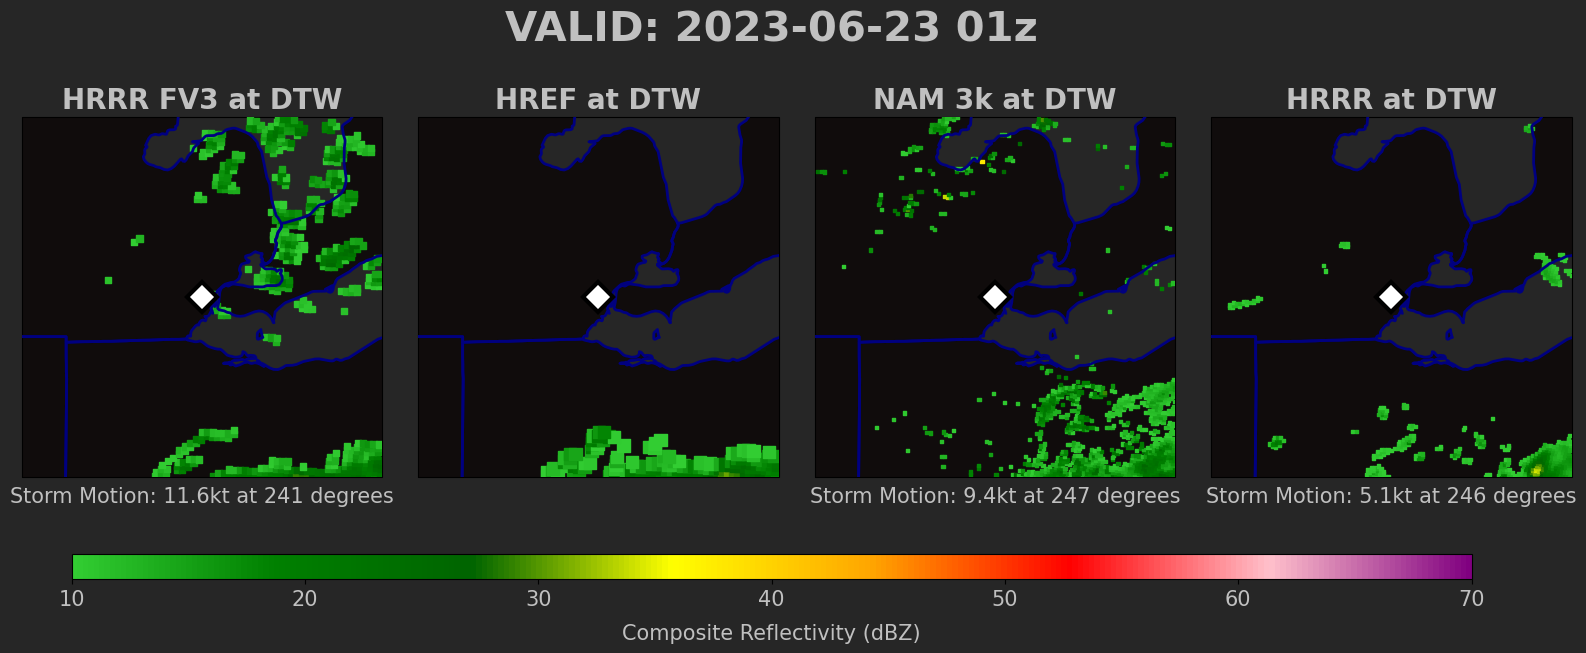 VALID: 2023-06-23 01z
HRRR FV3 at DTW
HREF at DTW
NAM 3k at DTW
HRRR at DTW
Storm Motion: 11.6kt at 241 degrees
Storm Motion: 9.4kt at 247 degrees
Storm Motion: 5.1kt at 246 degrees
10 20 30 40 50 60 70
Composite Reflectivity (dBZ)